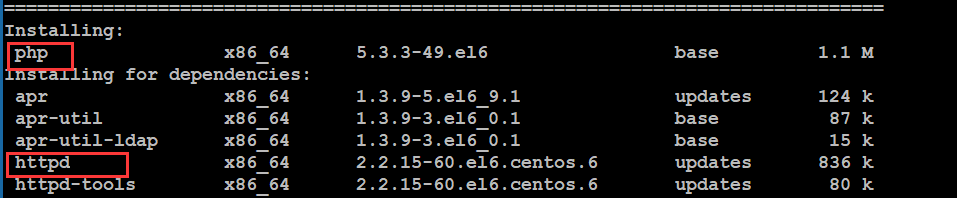 ================================================================================
Installing:
php x86_64 5.3.3-49.el6 base 1.1 M
Installing for dependencies:
apr x86_64 1.3.9-5.el6_9.1 updates 124 k
apr-util x86_64 1.3.9-3.el6_0.1 base 87 k
apr-util-ldap x86_64 1.3.9-3.el6_0.1 base 15 k
httpd x86_64 2.2.15-60.el6.centos.6 updates 836 k
httpd-tools x86_64 2.2.15-60.el6.centos.6 updates 80 k